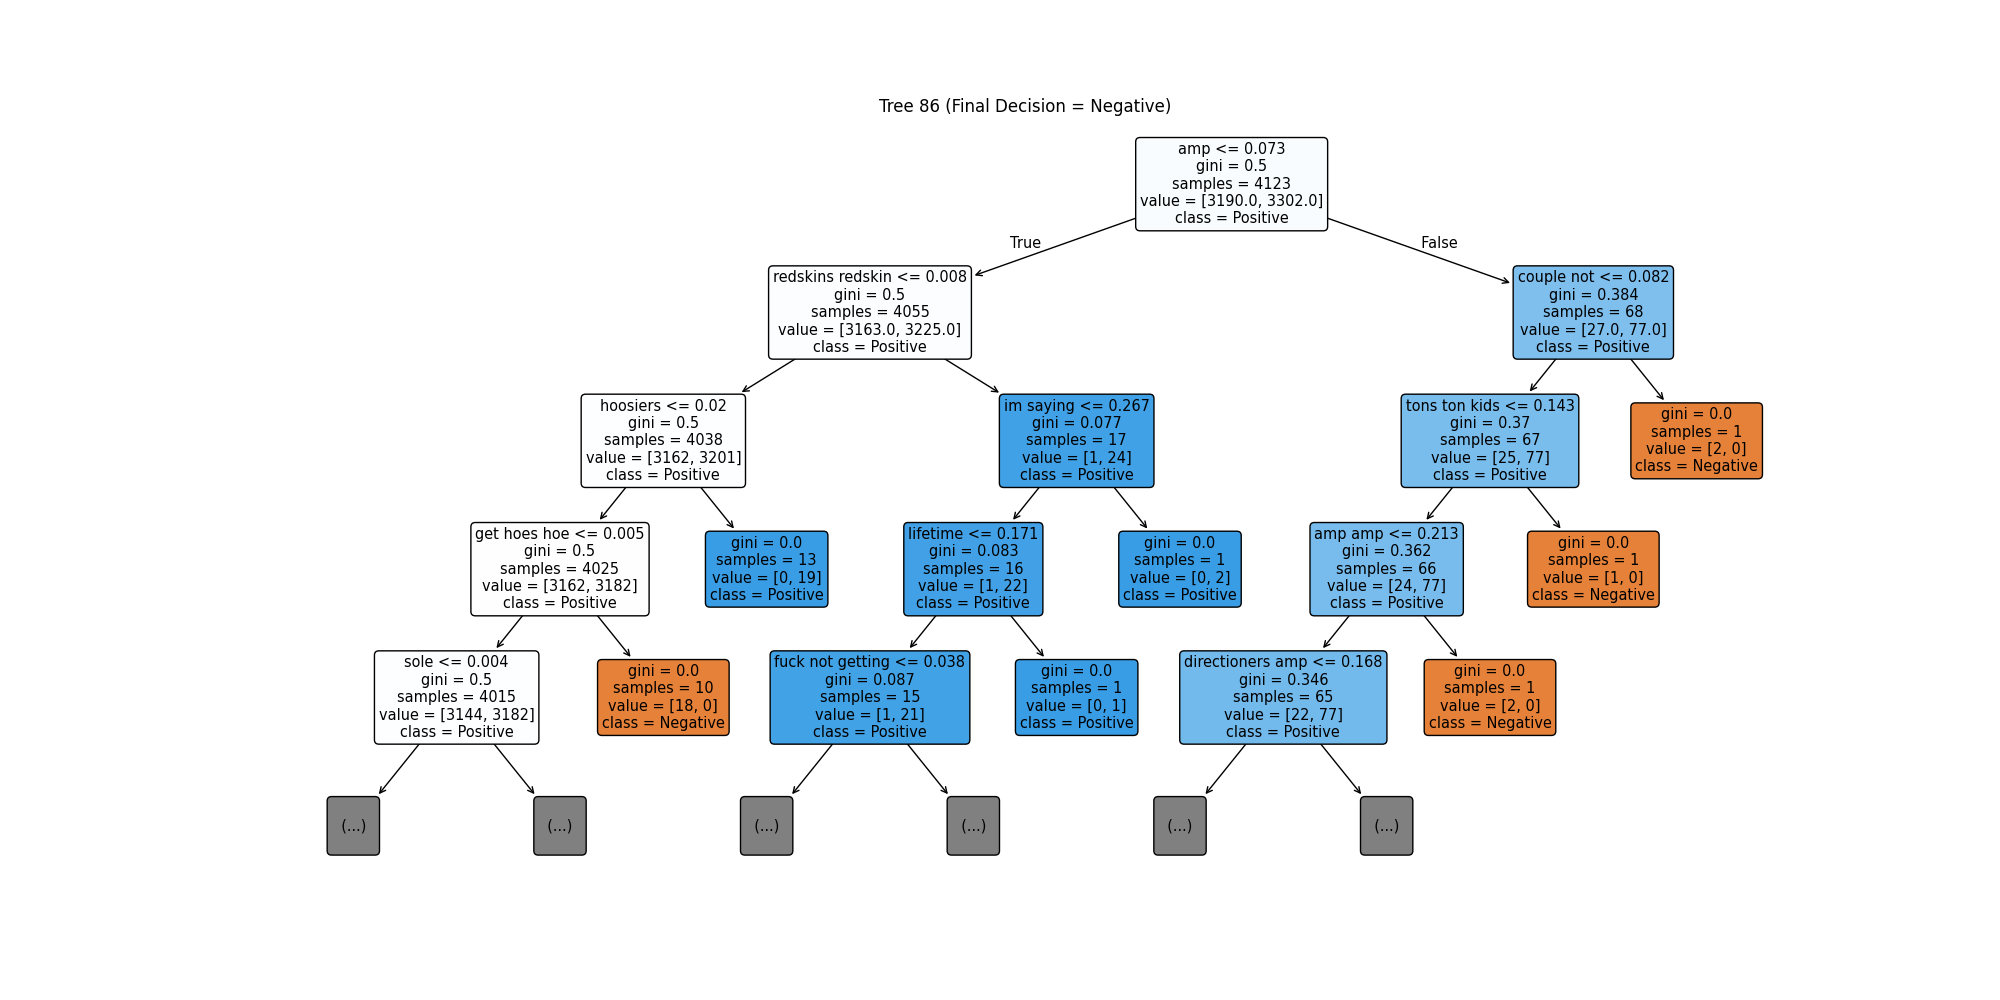 Tree 86 (Final Decision = Negative)
amp <= 0.073
gini = 0.5
samples = 4123
value = [3190.0, 3302.0]
class = Positive
True
False
redskins redskin <= 0.008
gini = 0.5
samples = 4055
value = [3163.0, 3225.0]
class = Positive
couple not <= 0.082
gini = 0.384
samples = 68
value = [27.0, 77.0]
class = Positive
hoosiers <= 0.02
gini = 0.5
samples = 4038
value = [3162, 3201]
class = Positive
im saying <= 0.267
gini = 0.077
samples = 17
value = [1, 24]
class = Positive
tons ton kids <= 0.143
gini = 0.37
samples = 67
value = [25, 77]
class = Positive
gini = 0.0
samples = 1
value = [2, 0]
class = Negative
get hoes hoe <= 0.005
gini = 0.5
samples = 4025
value = [3162, 3182]
class = Positive
gini = 0.0
samples = 13
value = [0, 19]
class = Positive
lifetime <= 0.171
gini = 0.083
samples = 16
value = [1, 22]
class = Positive
gini = 0.0
samples = 1
value = [0, 2]
class = Positive
amp amp <= 0.213
gini = 0.362
samples = 66
value = [24, 77]
class = Positive
gini = 0.0
samples = 1
value = [1, 0]
class = Negative
sole <= 0.004
gini = 0.5
samples = 4015
value = [3144, 3182]
class = Positive
gini = 0.0
samples = 10
value = [18, 0]
class = Negative
fuck not getting <= 0.038
gini = 0.087
samples = 15
value = [1, 21]
class = Positive
gini = 0.0
samples = 1
value = [0, 1]
class = Positive
directioners amp <= 0.168
gini = 0.346
samples = 65
value = [22, 77]
class = Positive
gini = 0.0
samples = 1
value = [2, 0]
class = Negative
(...)
(...)
(...)
(...)
(...)
(...)